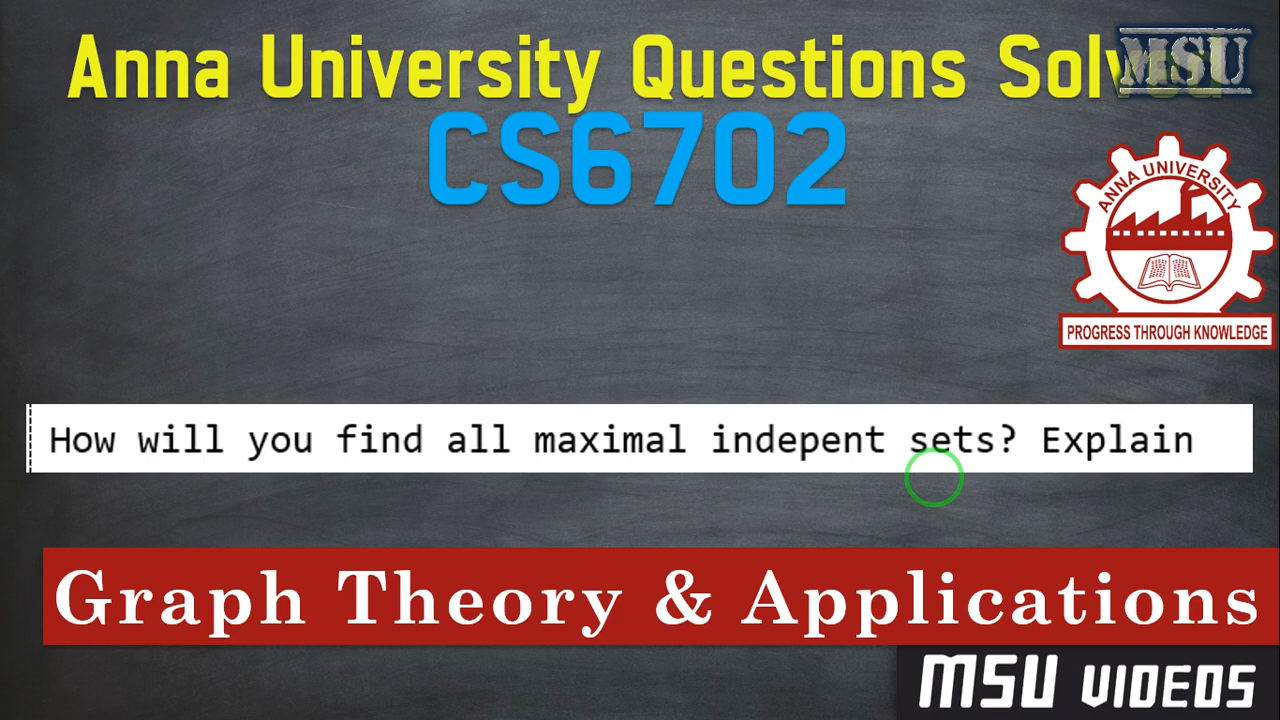 Anna University Questions Solved
MSU
CS6702
ANNA UNIVERSITY
PROGRESS THROUGH KNOWLEDGE
How will you find all maximal indepent sets? Explain
Graph Theory & Applications
MSU VIDEOS